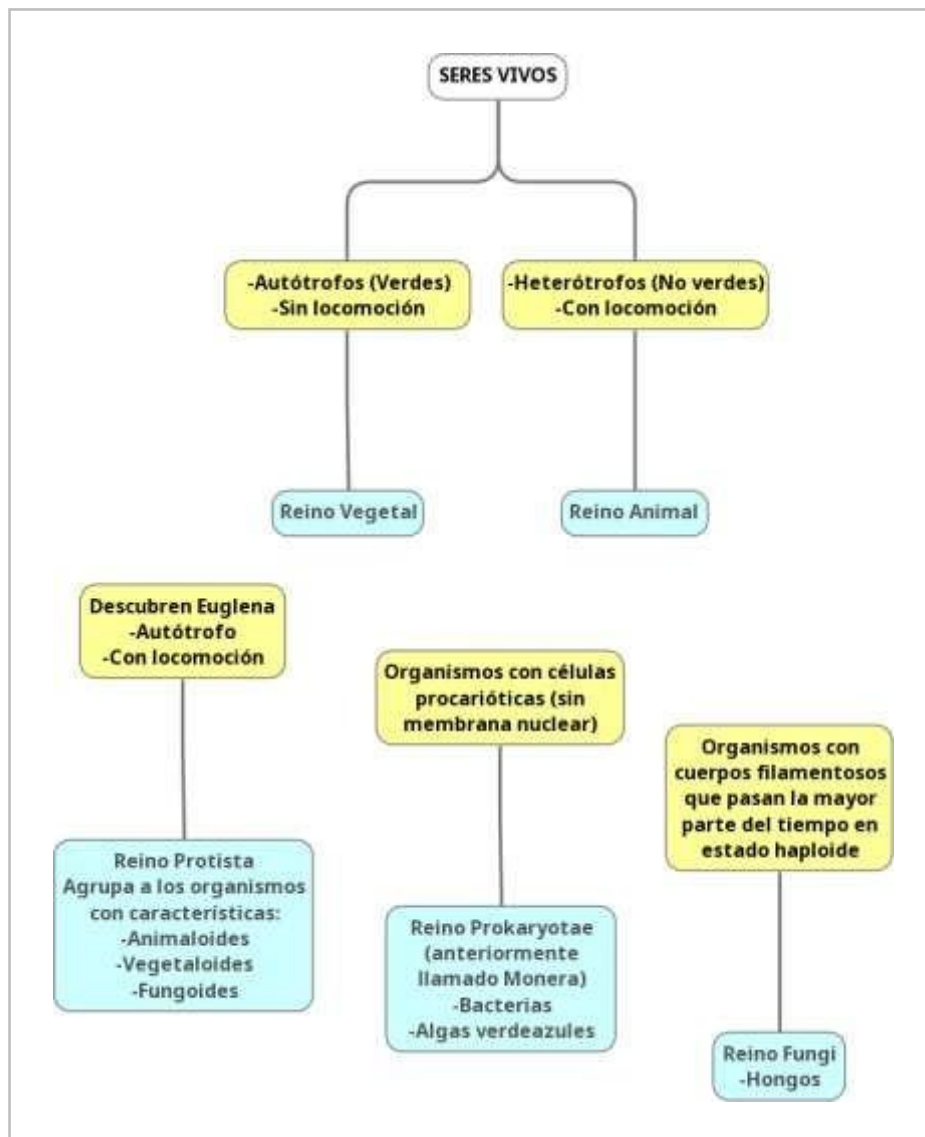 SERES VIVOS
-Autótrofos (Verdes)
-Sin locomoción
-Heterótrofos (No verdes)
-Con locomoción
Reino Vegetal
Reino Animal
Descubren Euglena
-Autótrofo
-Con locomoción
Organismos con células
procarióticas (sin
membrana nuclear)
Organismos con
cuerpos filamentosos
que pasan la mayor
parte del tiempo en
estado haploide
Reino Protista
Agrupa a los organismos
con características:
-Animaloides
-Vegetaloides
-Fungoides
Reino Prokaryotae
(anteriormente
llamado Monera)
-Bacterias
-Algas verdeazules
Reino Fungi
-Hongos